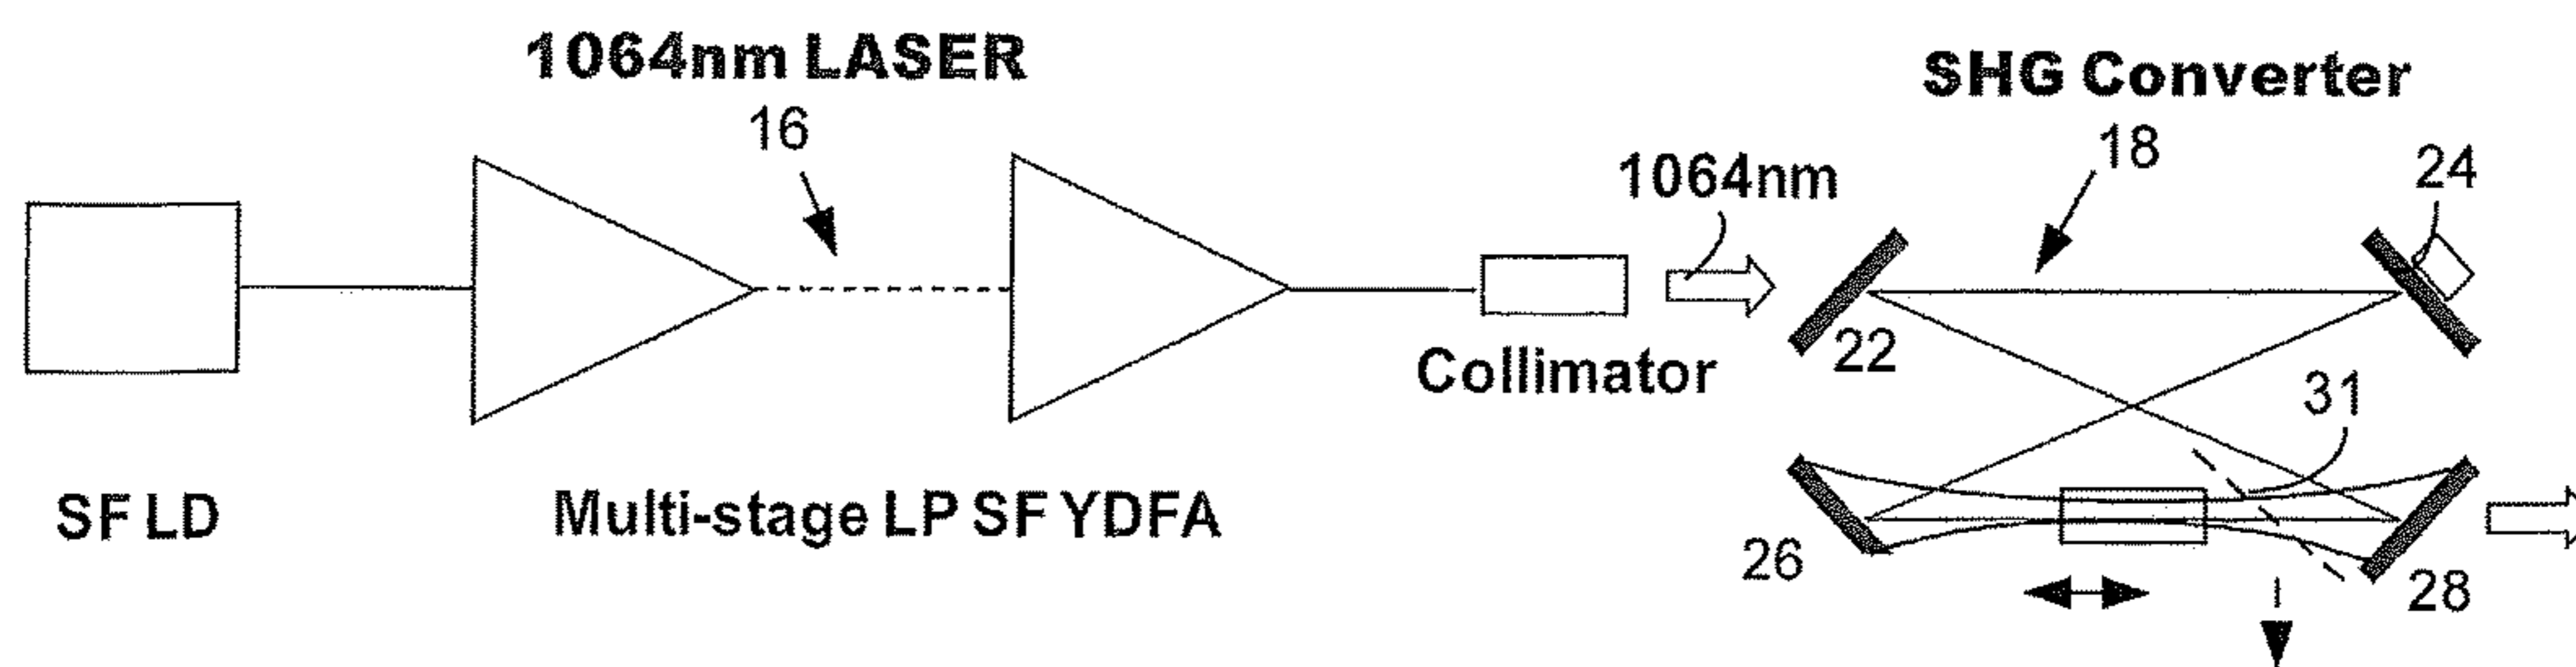 1064nm LASER
16
SHG Converter
18
24
1064nm
22
Collimator
31
SF LD
Multi-stage LP SF YDFA
26
28